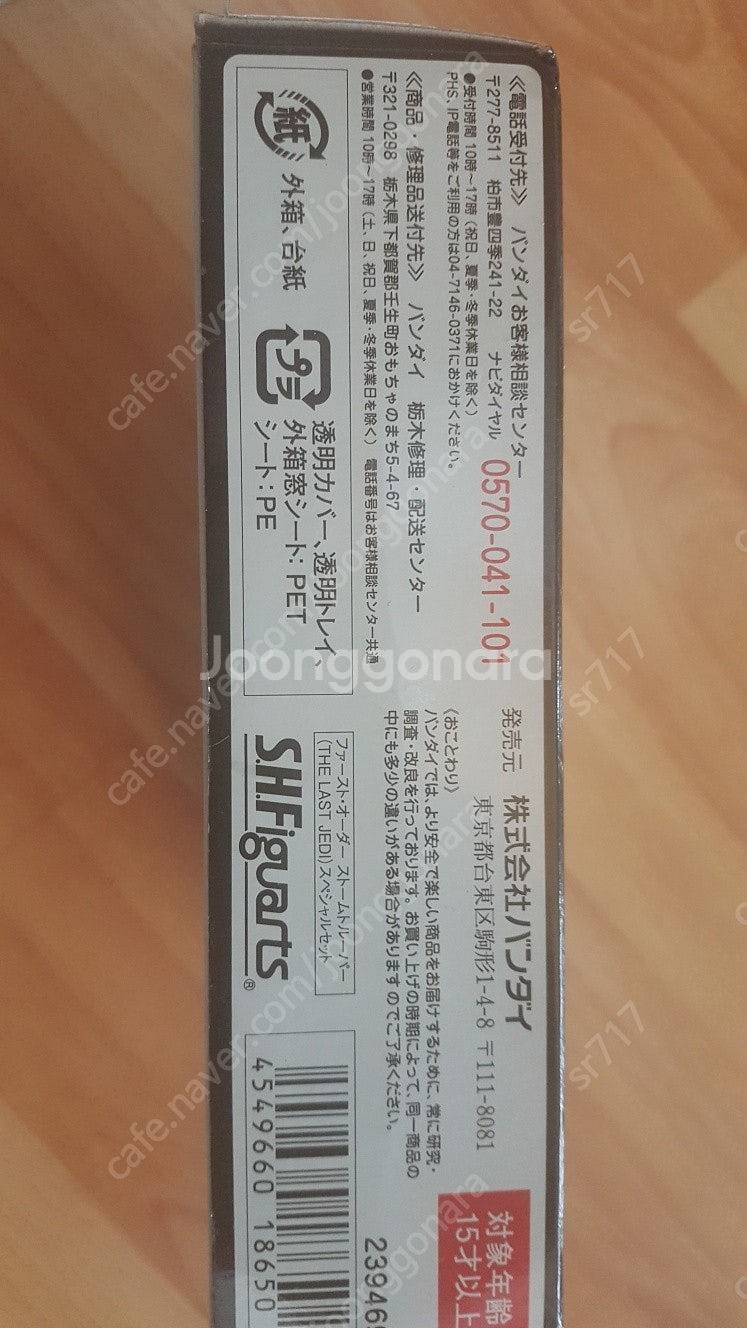 《電話受付先》 バンダイお客様相談センター
〒277-8511 柏市豊四季241-22 ナビダイヤル 0570-041-101
●受付時間 10時～17時（祝日、夏季・冬季休業日を除く）
PHS、IP電話等をご利用の方は04-7146-0371におかけください。
《商品・修理品送付先》 バンダイ 栃木修理・配送センター
〒321-0298 栃木県下都賀郡壬生町おもちゃのまち5-4-67
●営業時間 10時～17時（土、日、祝日、夏季・冬季休業日を除く） 電話番号はお客様相談センター共通
紙 外箱、台紙
プラ 透明カバー、透明トレイ、
外箱窓シート：PET
シート：PE
発売元 株式会社バンダイ
東京都台東区駒形1-4-8 〒111-8081
〈おことわり〉
バンダイでは、より安全で楽しい商品をお届けするために、常に研究・
調査・改良を行っております。お買い上げの時期によって、同一商品の
中にも多少の違いがある場合がありますのでご了承ください。
ファースト・オーダー ストームトルーパー
(THE LAST JEDI)スペシャルセット
S.H.Figuarts®
対象年齢
15才以上
23946
4549660 18650
Joonggonara
cafe.naver.com/joonggonara
sr717
sr717
sr717